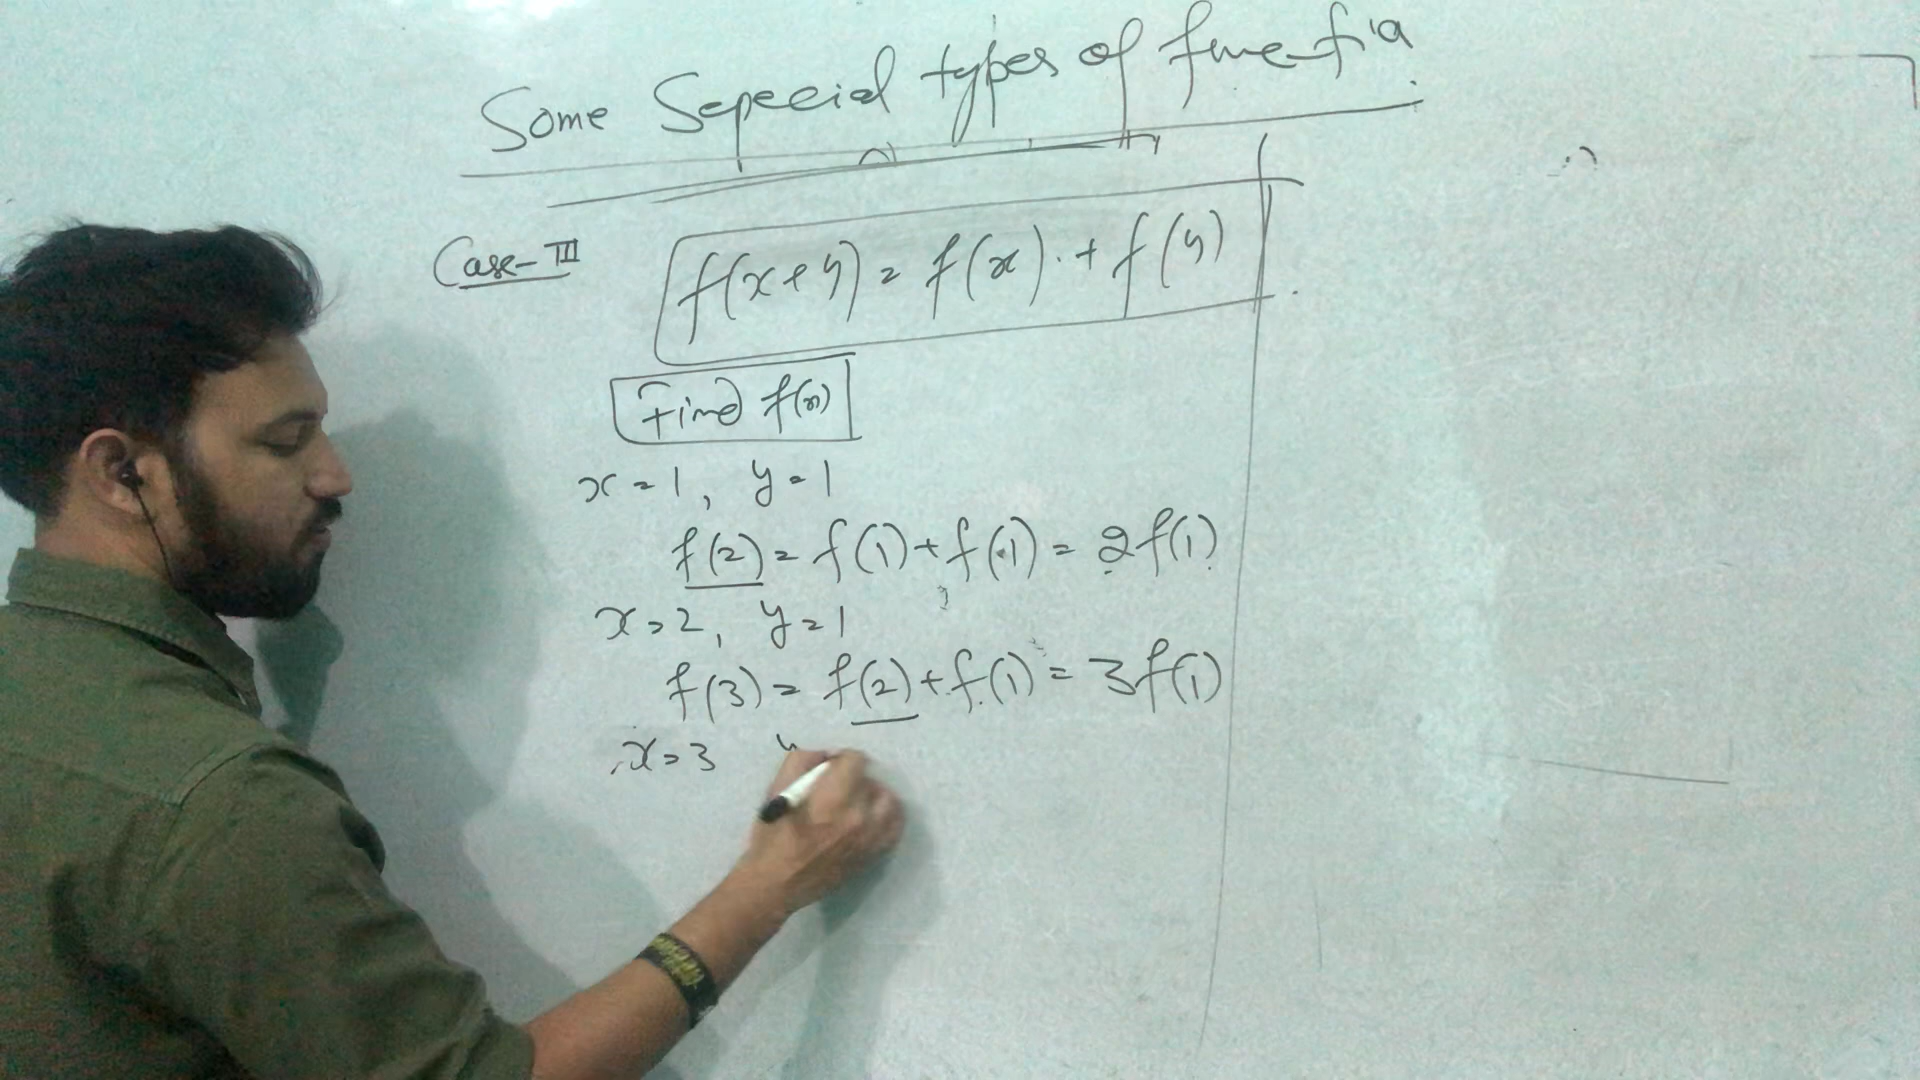 Some Sepecial types of
Case-III f(x+y) = f(x) + f(y)
Find f(x)
x = 1, y = 1
f(2) = f(1) + f(1) = 2f(1)
x = 2, y = 1
f(3) = f(2) + f(1) = 3f(1)
x = 3 y